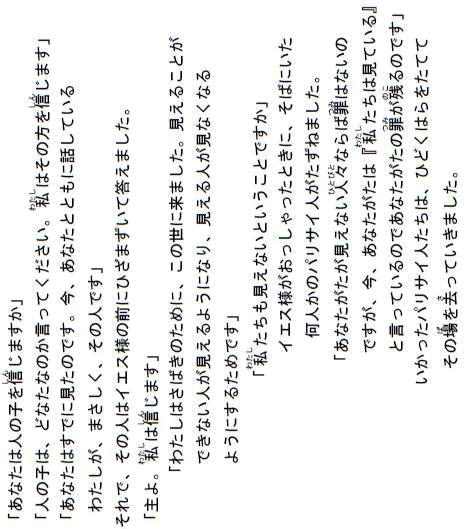 「あなたは人の子を信じますか」
「人の子は、どなたなのか言ってください。私はその方を信じます」
「あなたはすでに見たのです。今、あなたとともに話している
わたしが、まさしく、その人です」
それで、その人はイエス様の前にひざまずいて答えました。
「主よ。私は信じます」
「わたしはさばきのために、この世に来ました。見えることが
できない人が見えるようになり、見える人が見なくなる
ようにするためです」
「私たちも見えないということですか」
イエス様がおっしゃったときに、そばにいた
何人かのパリサイ人がたずねました。
「あなたがたが見えない人々ならば罪はないの
ですが、今、あなたがたは『私たちは見ている』
と言っているのであなたがたの罪が残るのです」
いかったパリサイ人たちは、ひどくはらをたてて
その場を去っていきました。